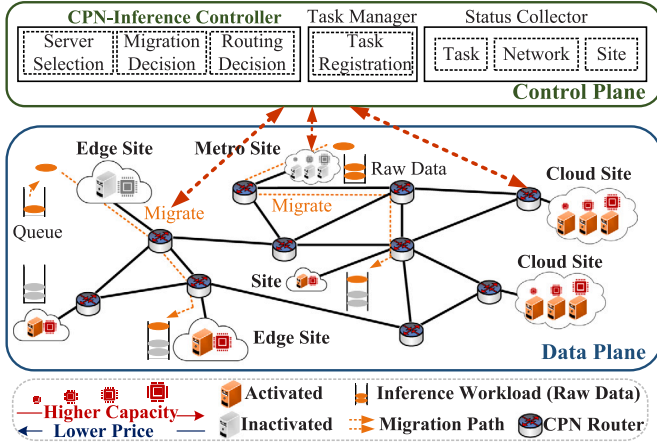 CPN-Inference Controller
Task Manager
Status Collector
Server Selection
Migration Decision
Routing Decision
Task Registration
Task
Network
Site
Control Plane
Edge Site
Metro Site
Raw Data
Cloud Site
Migrate
Migrate
Queue
Cloud Site
Site
Edge Site
Data Plane
Higher Capacity
Lower Price
Activated
Inactivated
Inference Workload (Raw Data)
Migration Path
CPN Router